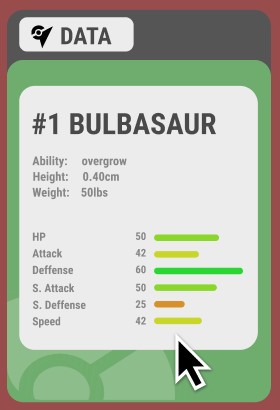 DATA
#1 BULBASAUR
Ability: overgrow
Height: 0.40cm
Weight: 50lbs
HP 50
Attack 42
Deffense 60
S. Attack 50
S. Deffense 25
Speed 42